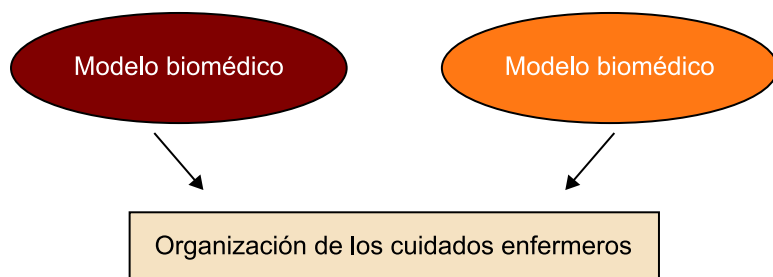 Modelo biomédico
Modelo biomédico
Organización de los cuidados enfermeros